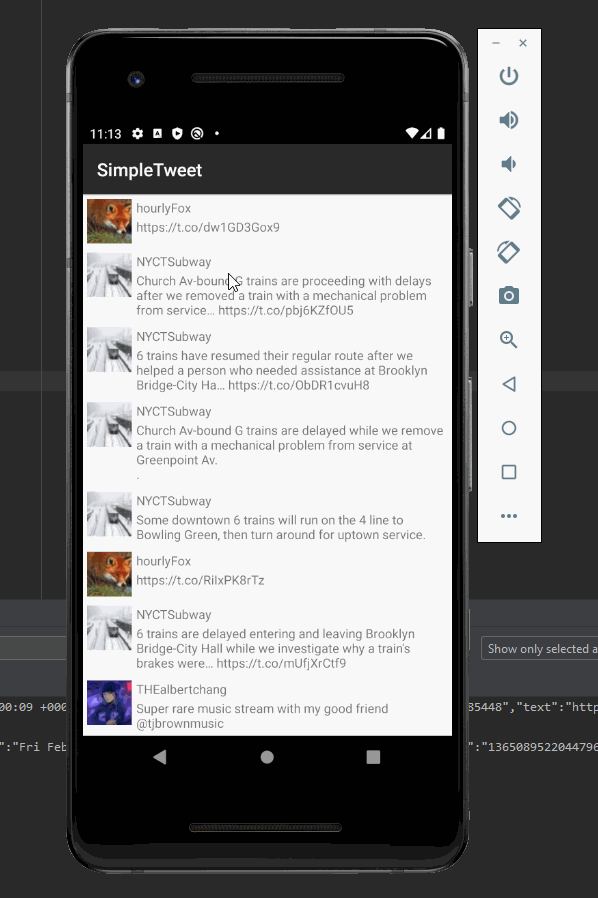 11:13
SimpleTweet
hourlyFox
https://t.co/dw1GD3Gox9
NYCTSubway
Church Av-bound G trains are proceeding with delays
after we removed a train with a mechanical problem
from service… https://t.co/pbj6KZfOU5
NYCTSubway
6 trains have resumed their regular route after we
helped a person who needed assistance at Brooklyn
Bridge-City Ha… https://t.co/ObDR1cvuH8
NYCTSubway
Church Av-bound G trains are delayed while we remove
a train with a mechanical problem from service at
Greenpoint Av.
.
NYCTSubway
Some downtown 6 trains will run on the 4 line to
Bowling Green, then turn around for uptown service.
hourlyFox
https://t.co/RiIxPK8rTz
NYCTSubway
6 trains are delayed entering and leaving Brooklyn
Bridge-City Hall while we investigate why a train's
brakes were… https://t.co/mUfjXrCtf9
THEalbertchang
Super rare music stream with my good friend
@tjbrownmusic
Show only selected a
00:09 +000
85448","text":"http
":"Fri Feb
":"1365089522044796